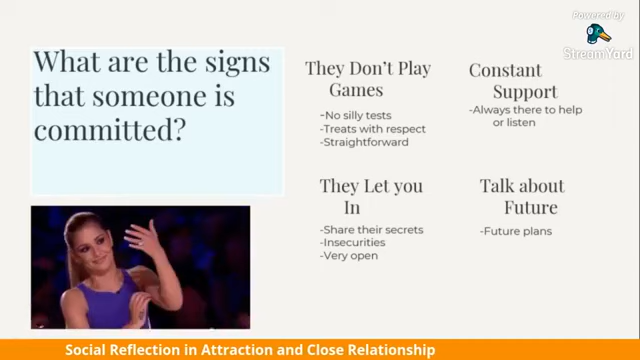 Powered by
StreamYard
What are the signs
that someone is
committed?
They Don't Play
Games
-No silly tests
-Treats with respect
-Straightforward
Constant
Support
-Always there to help
or listen
They Let you
In
-Share their secrets
-Insecurities
-Very open
Talk about
Future
-Future plans
Social Reflection in Attraction and Close Relationship